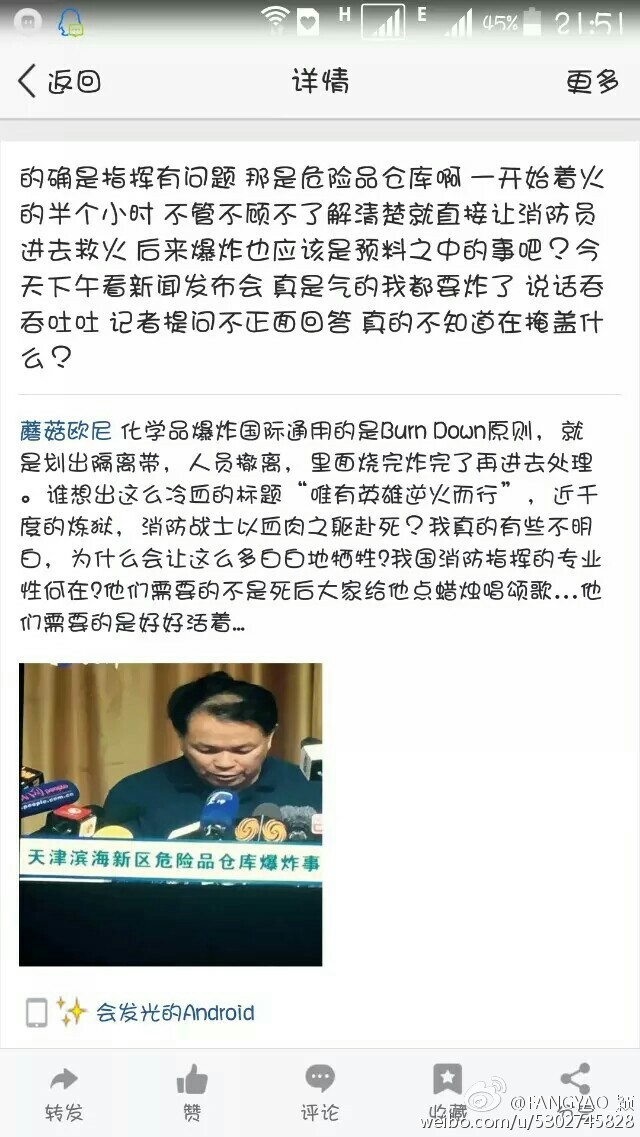 H E 45% 21:51
返回 详情 更多
的确是指挥有问题 那是危险品仓库啊 一开始着火
的半个小时 不管不顾不了解清楚就直接让消防员
进去救火 后来爆炸也应该是预料之中的事吧？今
天下午看新闻发布会 真是气的我都要炸了 说话吞
吞吐吐 记者提问不正面回答 真的不知道在掩盖什
么？
蘑菇欧尼 化学品爆炸国际通用的是Burn Down原则，就
是划出隔离带，人员撤离，里面烧完炸完了再进去处理
。谁想出这么冷血的标题“唯有英雄逆火而行”，近千
度的炼狱，消防战士以血肉之躯赴死？我真的有些不明
白，为什么会让这么多白白地牺牲?我国消防指挥的专业
性何在?他们需要的不是死后大家给他点蜡烛唱颂歌...他
们需要的是好好活着...
people.com.cn
天津滨海新区危险品仓库爆炸事
会发光的Android
转发 赞 评论 收藏
@FANGYAO_颖
weibo.com/u/5302745828